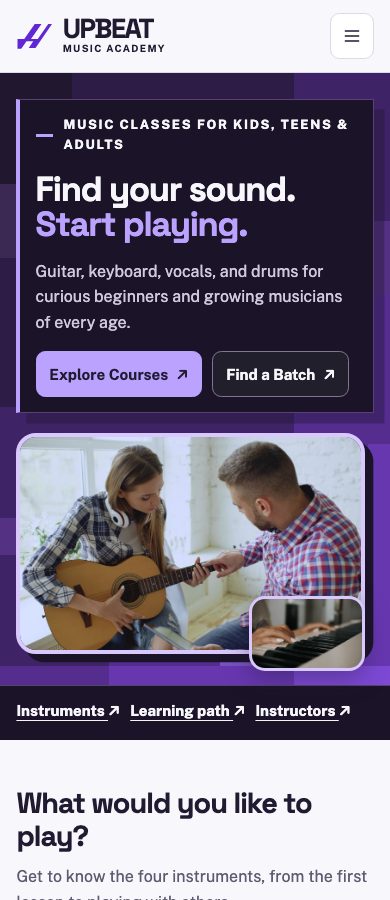 UPBEAT
MUSIC ACADEMY
MUSIC CLASSES FOR KIDS, TEENS &
ADULTS
Find your sound.
Start playing.
Guitar, keyboard, vocals, and drums for
curious beginners and growing musicians
of every age.
Explore Courses ↗
Find a Batch ↗
Instruments ↗ Learning path ↗ Instructors ↗
What would you like to
play?
Get to know the four instruments, from the first